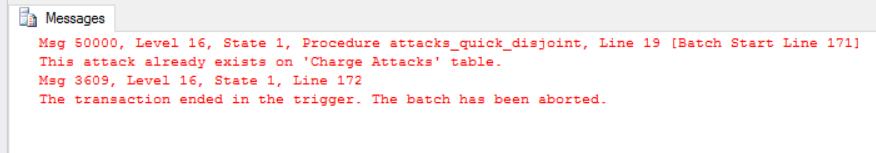 Messages
Msg 50000, Level 16, State 1, Procedure attacks_quick_disjoint, Line 19 [Batch Start Line 171]
This attack already exists on 'Charge Attacks' table.
Msg 3609, Level 16, State 1, Line 172
The transaction ended in the trigger. The batch has been aborted.